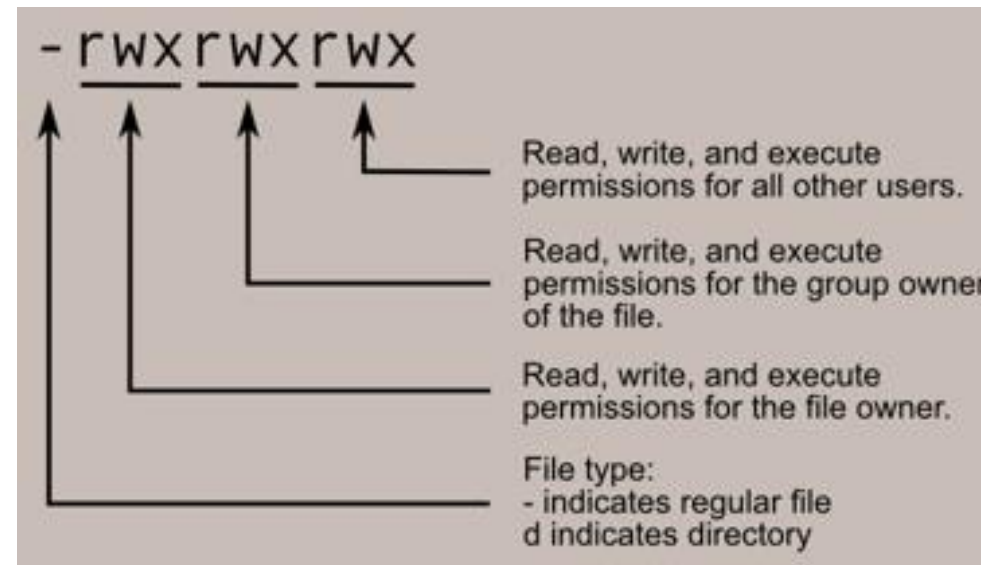 -rwxrwxrwx
Read, write, and execute
permissions for all other users.
Read, write, and execute
permissions for the group owner
of the file.
Read, write, and execute
permissions for the file owner.
File type:
- indicates regular file
d indicates directory